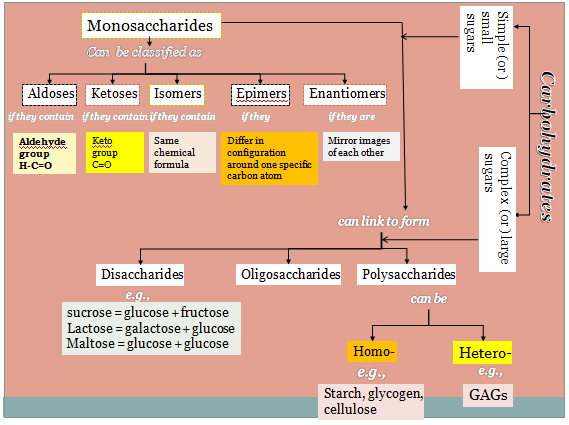 Monosaccharides
Can be classified as
Aldoses
Ketoses
Isomers
Epimers
Enantiomers
if they contain
if they contain
if they contain
if they
if they are
Aldehyde
group
H-C=O
Keto
group
C=O
Same
chemical
formula
Differ in
configuration
around one specific
carbon atom
Mirror images
of each other
Simple (or)
small
sugars
Carbohydrates
Complex (or) large
sugars
can link to form
Disaccharides
Oligosaccharides
Polysaccharides
e.g.,
sucrose = glucose + fructose
Lactose = galactose + glucose
Maltose = glucose + glucose
can be
Homo-
Hetero-
e.g.,
e.g.,
Starch, glycogen,
cellulose
GAGs